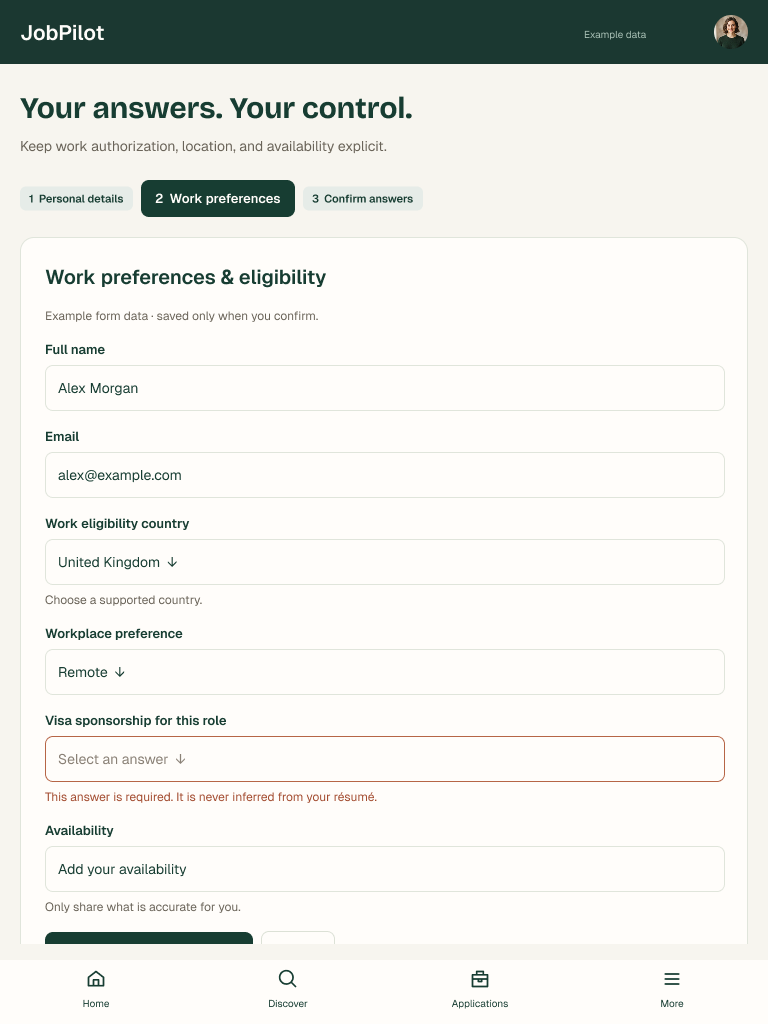 JobPilot
Example data
Your answers. Your control.
Keep work authorization, location, and availability explicit.
1 Personal details
2 Work preferences
3 Confirm answers
Work preferences & eligibility
Example form data · saved only when you confirm.
Full name
Alex Morgan
Email
alex@example.com
Work eligibility country
United Kingdom ↓
Choose a supported country.
Workplace preference
Remote ↓
Visa sponsorship for this role
Select an answer ↓
This answer is required. It is never inferred from your résumé.
Availability
Add your availability
Only share what is accurate for you.
Home
Discover
Applications
More